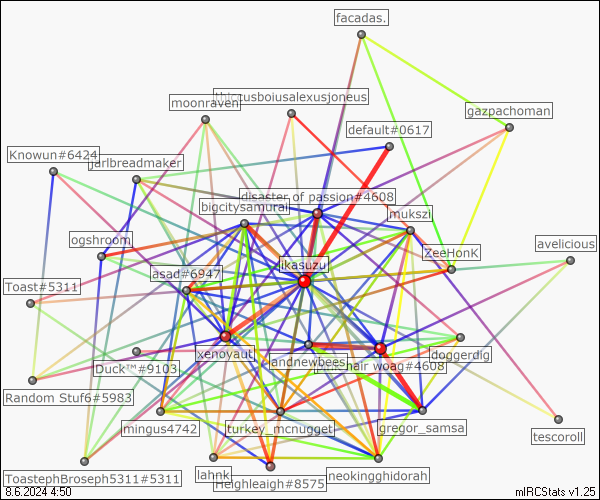 facadas.
moonraven
thiccusboiusalexusjoneus
gazpachoman
default#0617
Knowun#6424
jarlbreadmaker
disaster of passion#4608
bigcitysamurai
mukszi
ogshroom
avelicious
ZeeHonK
asad#6947
ikasuzu
Toast#5311
xenoyaut
landnewbees
hair woag#4608
doggerdfg
Duck™#9103
Random Stuf6#5983
mingus4742
turkey_mcnugget
gregor_samsa
tescoroll
ToastephBroseph5311#5311
lahnk
Heighleaigh#8575
neokingghidorah
8.6.2024 4:50
mIRCStats v1.25